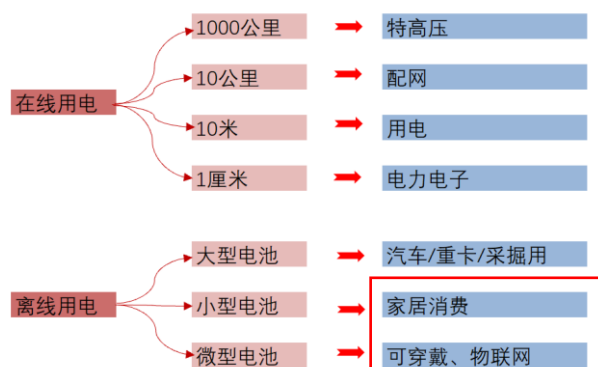 1000公里
特高压
10公里
配网
在线用电
10米
用电
1厘米
电力电子
大型电池
汽车/重卡/采掘用
离线用电
小型电池
家居消费
微型电池
可穿戴、物联网